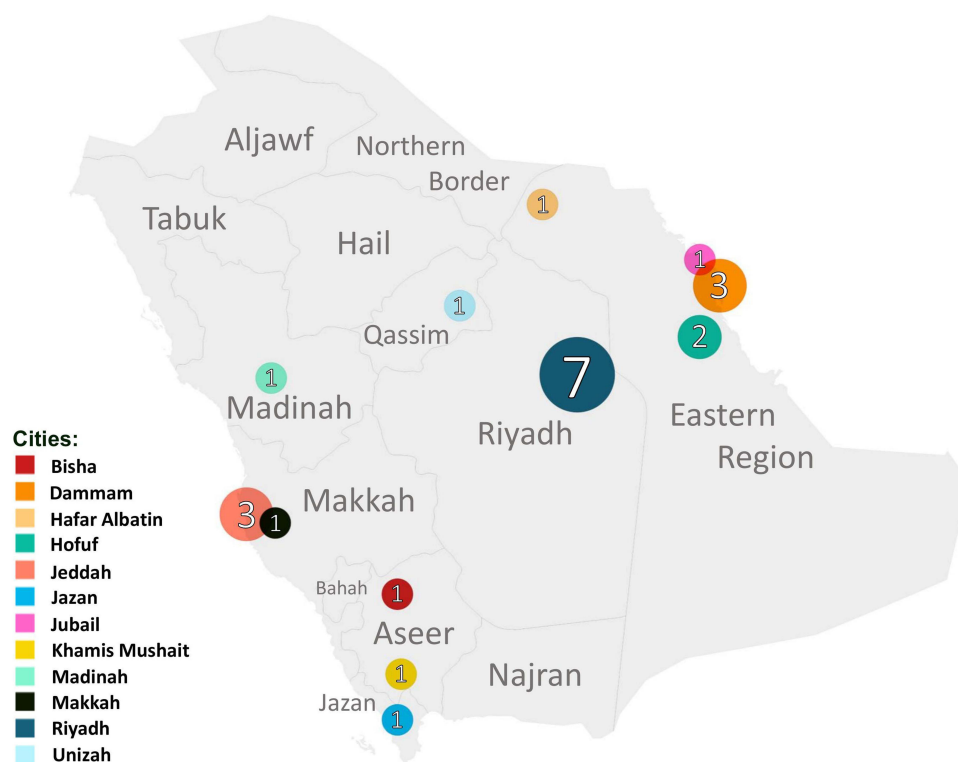 Aljawf
Northern
Border
1
Tabuk
Hail
1
3
1
Qassim
2
7
1
Madinah
Riyadh
Eastern
Region
Cities:
Bisha
Dammam
Hafar Albatin
Hofuf
Jeddah
Jazan
Jubail
Khamis Mushait
Madinah
Makkah
Riyadh
Unizah
Makkah
3
1
Bahah
1
Aseer
1
Najran
Jazan
1